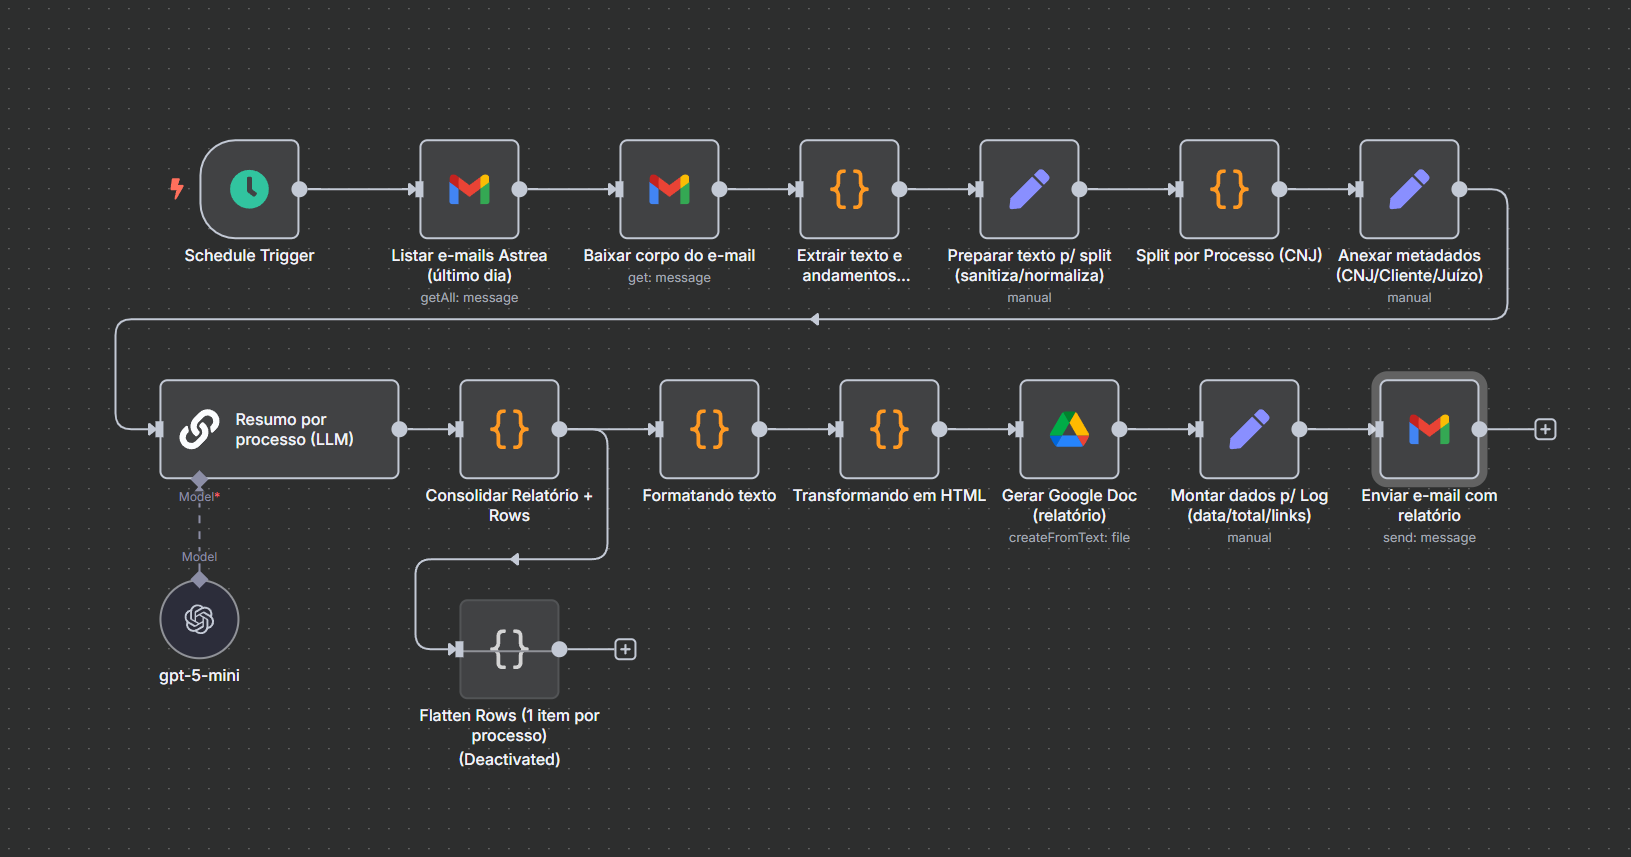 Schedule Trigger
Listar e-mails Astrea
(último dia)
getAll: message
Baixar corpo do e-mail
get: message
Extrair texto e
andamentos...
Preparar texto p/ split
(sanitiza/normaliza)
manual
Split por Processo (CNJ)
Anexar metadados
(CNJ/Cliente/Juízo)
manual
Resumo por
processo (LLM)
Model*
Model
gpt-5-mini
Consolidar Relatório +
Rows
Formatando texto
Transformando em HTML
Gerar Google Doc
(relatório)
createFromText: file
Montar dados p/ Log
(data/total/links)
manual
Enviar e-mail com
relatório
send: message
Flatten Rows (1 item por
processo)
(Deactivated)